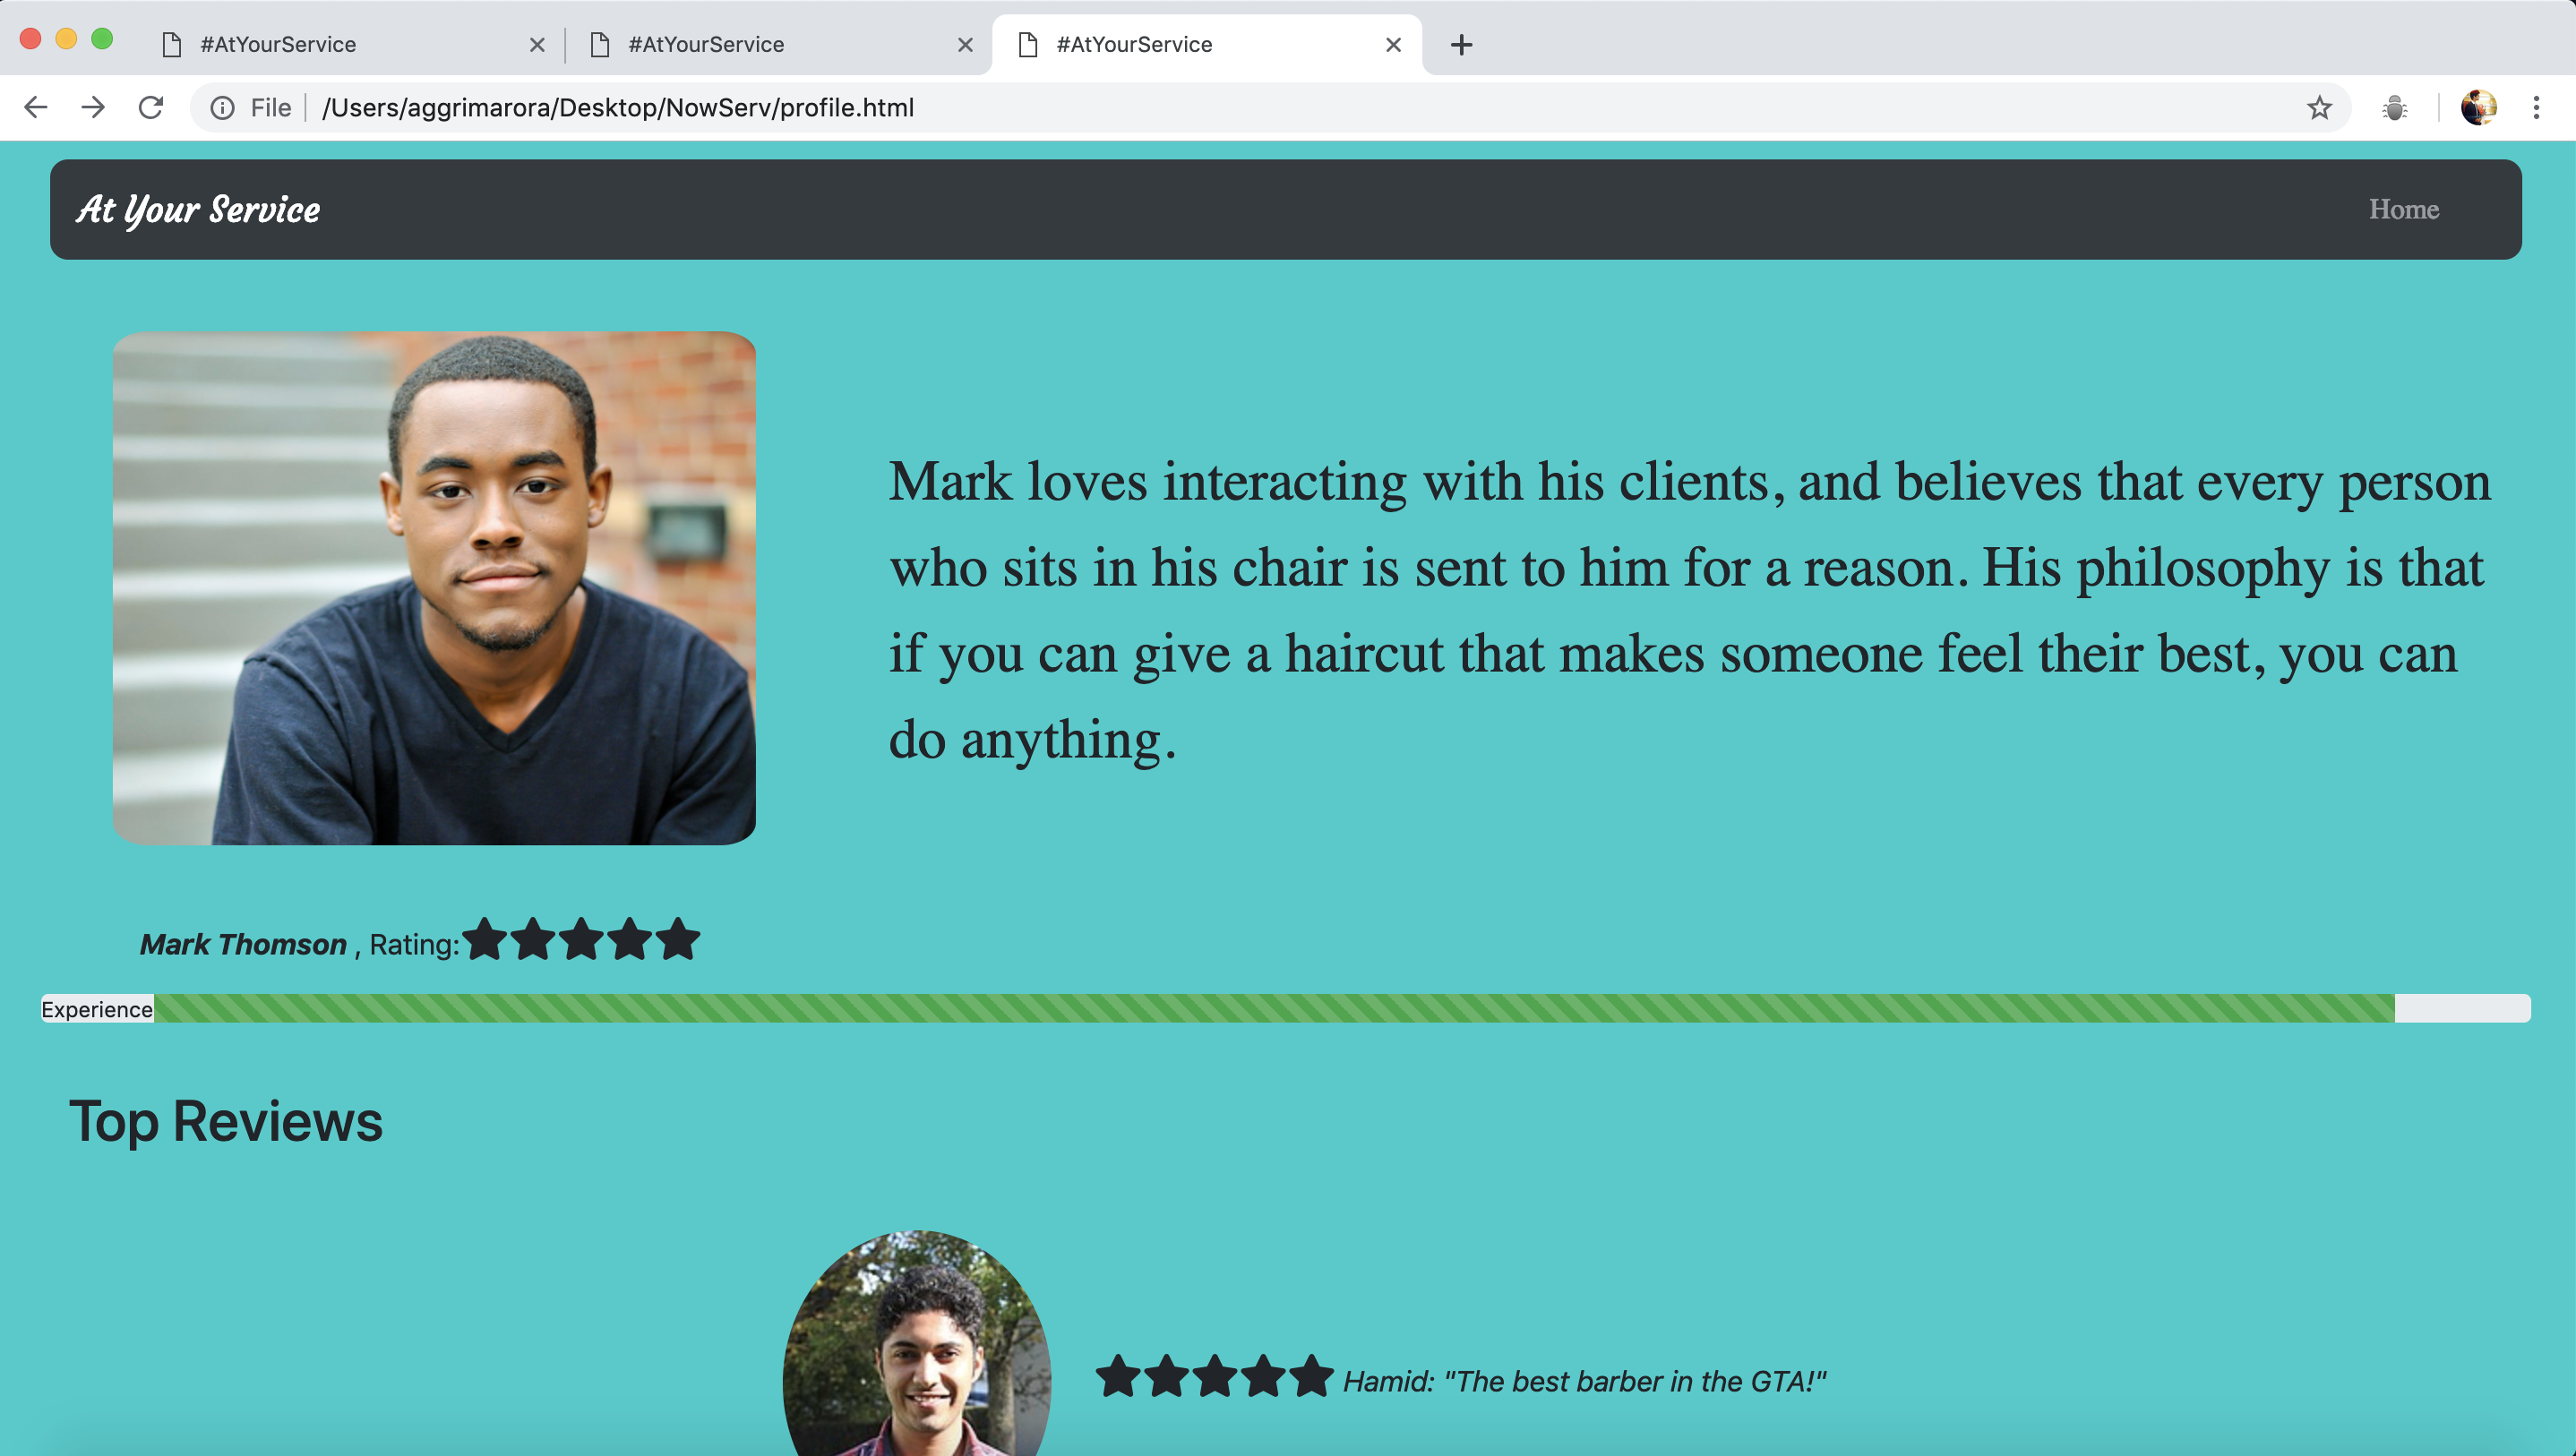 #AtYourService
#AtYourService
#AtYourService
File
/Users/aggrimarora/Desktop/NowServ/profile.html
At Your Service
Home
Mark loves interacting with his clients, and believes that every person
who sits in his chair is sent to him for a reason. His philosophy is that
if you can give a haircut that makes someone feel their best, you can
do anything.
Mark Thomson , Rating:
Experience
Top Reviews
Hamid: "The best barber in the GTA!"